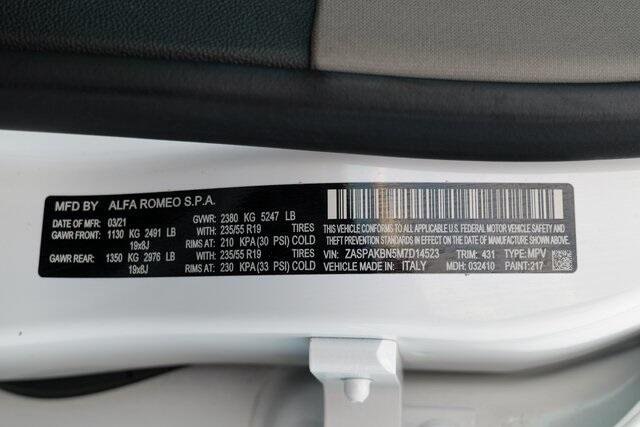 MFD BY ALFA ROMEO S.P.A.
DATE OF MFR: 03/21 GVWR: 2380 KG 5247 LB
GAWR FRONT: 1130 KG 2491 LB WITH 235/55 R19 TIRES
19x8J RIMS AT 210 KPA (30 PSI) COLD
GAWR REAR: 1350 KG 2976 LB WITH 235/55 R19 TIRES
19x8J RIMS AT 230 KPA (33 PSI) COLD
THIS VEHICLE CONFORMS TO ALL APPLICABLE U.S. FEDERAL MOTOR VEHICLE
SAFETY STANDARDS IN EFFECT ON THE DATE OF MANUFACTURE SHOWN ABOVE.
VIN: ZASPAKBN5M7D14523 TRIM: 431 TYPE: MPV
VEHICLE MADE IN: ITALY MDH: 032410 PAINT: 217